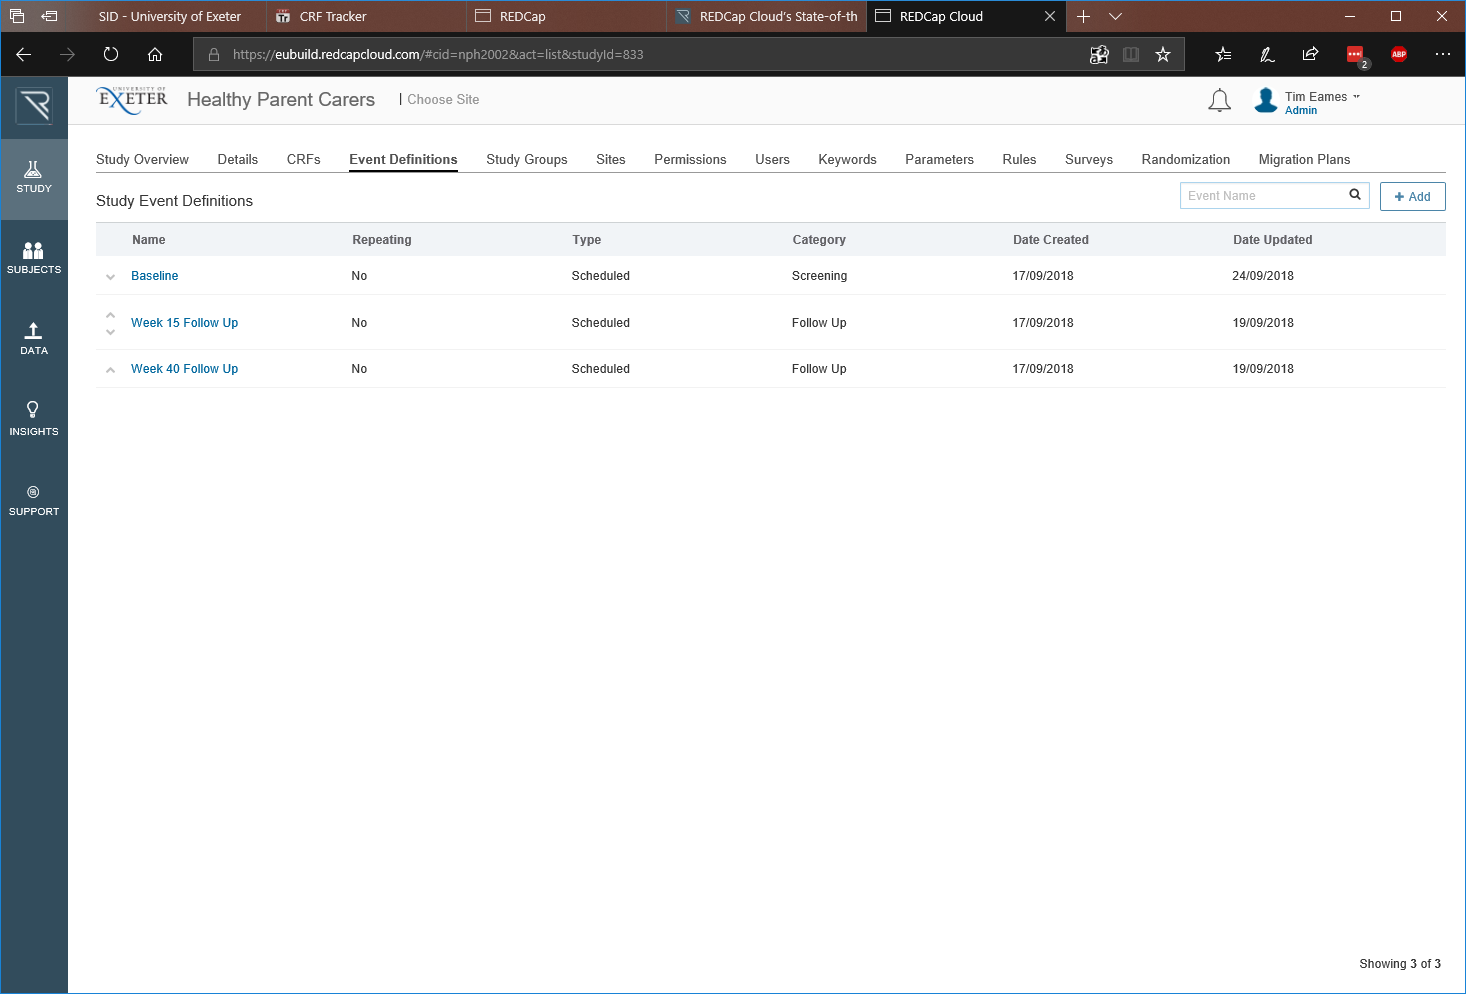 SID - University of Exeter
CRF Tracker
REDCap
REDCap Cloud's State-of-th
REDCap Cloud
https://eubuild.redcapcloud.com/#cid=nph2002&act=list&studyId=833
2
ABP
UNIVERSITY OF
EXETER
Healthy Parent Carers
| Choose Site
Tim Eames
Admin
STUDY
SUBJECTS
DATA
INSIGHTS
SUPPORT
Study Overview Details CRFs Event Definitions Study Groups Sites Permissions Users Keywords Parameters Rules Surveys Randomization Migration Plans
Study Event Definitions
Event Name
+ Add
Name Repeating Type Category Date Created Date Updated
Baseline No Scheduled Screening 17/09/2018 24/09/2018
Week 15 Follow Up No Scheduled Follow Up 17/09/2018 19/09/2018
Week 40 Follow Up No Scheduled Follow Up 17/09/2018 19/09/2018
Showing 3 of 3